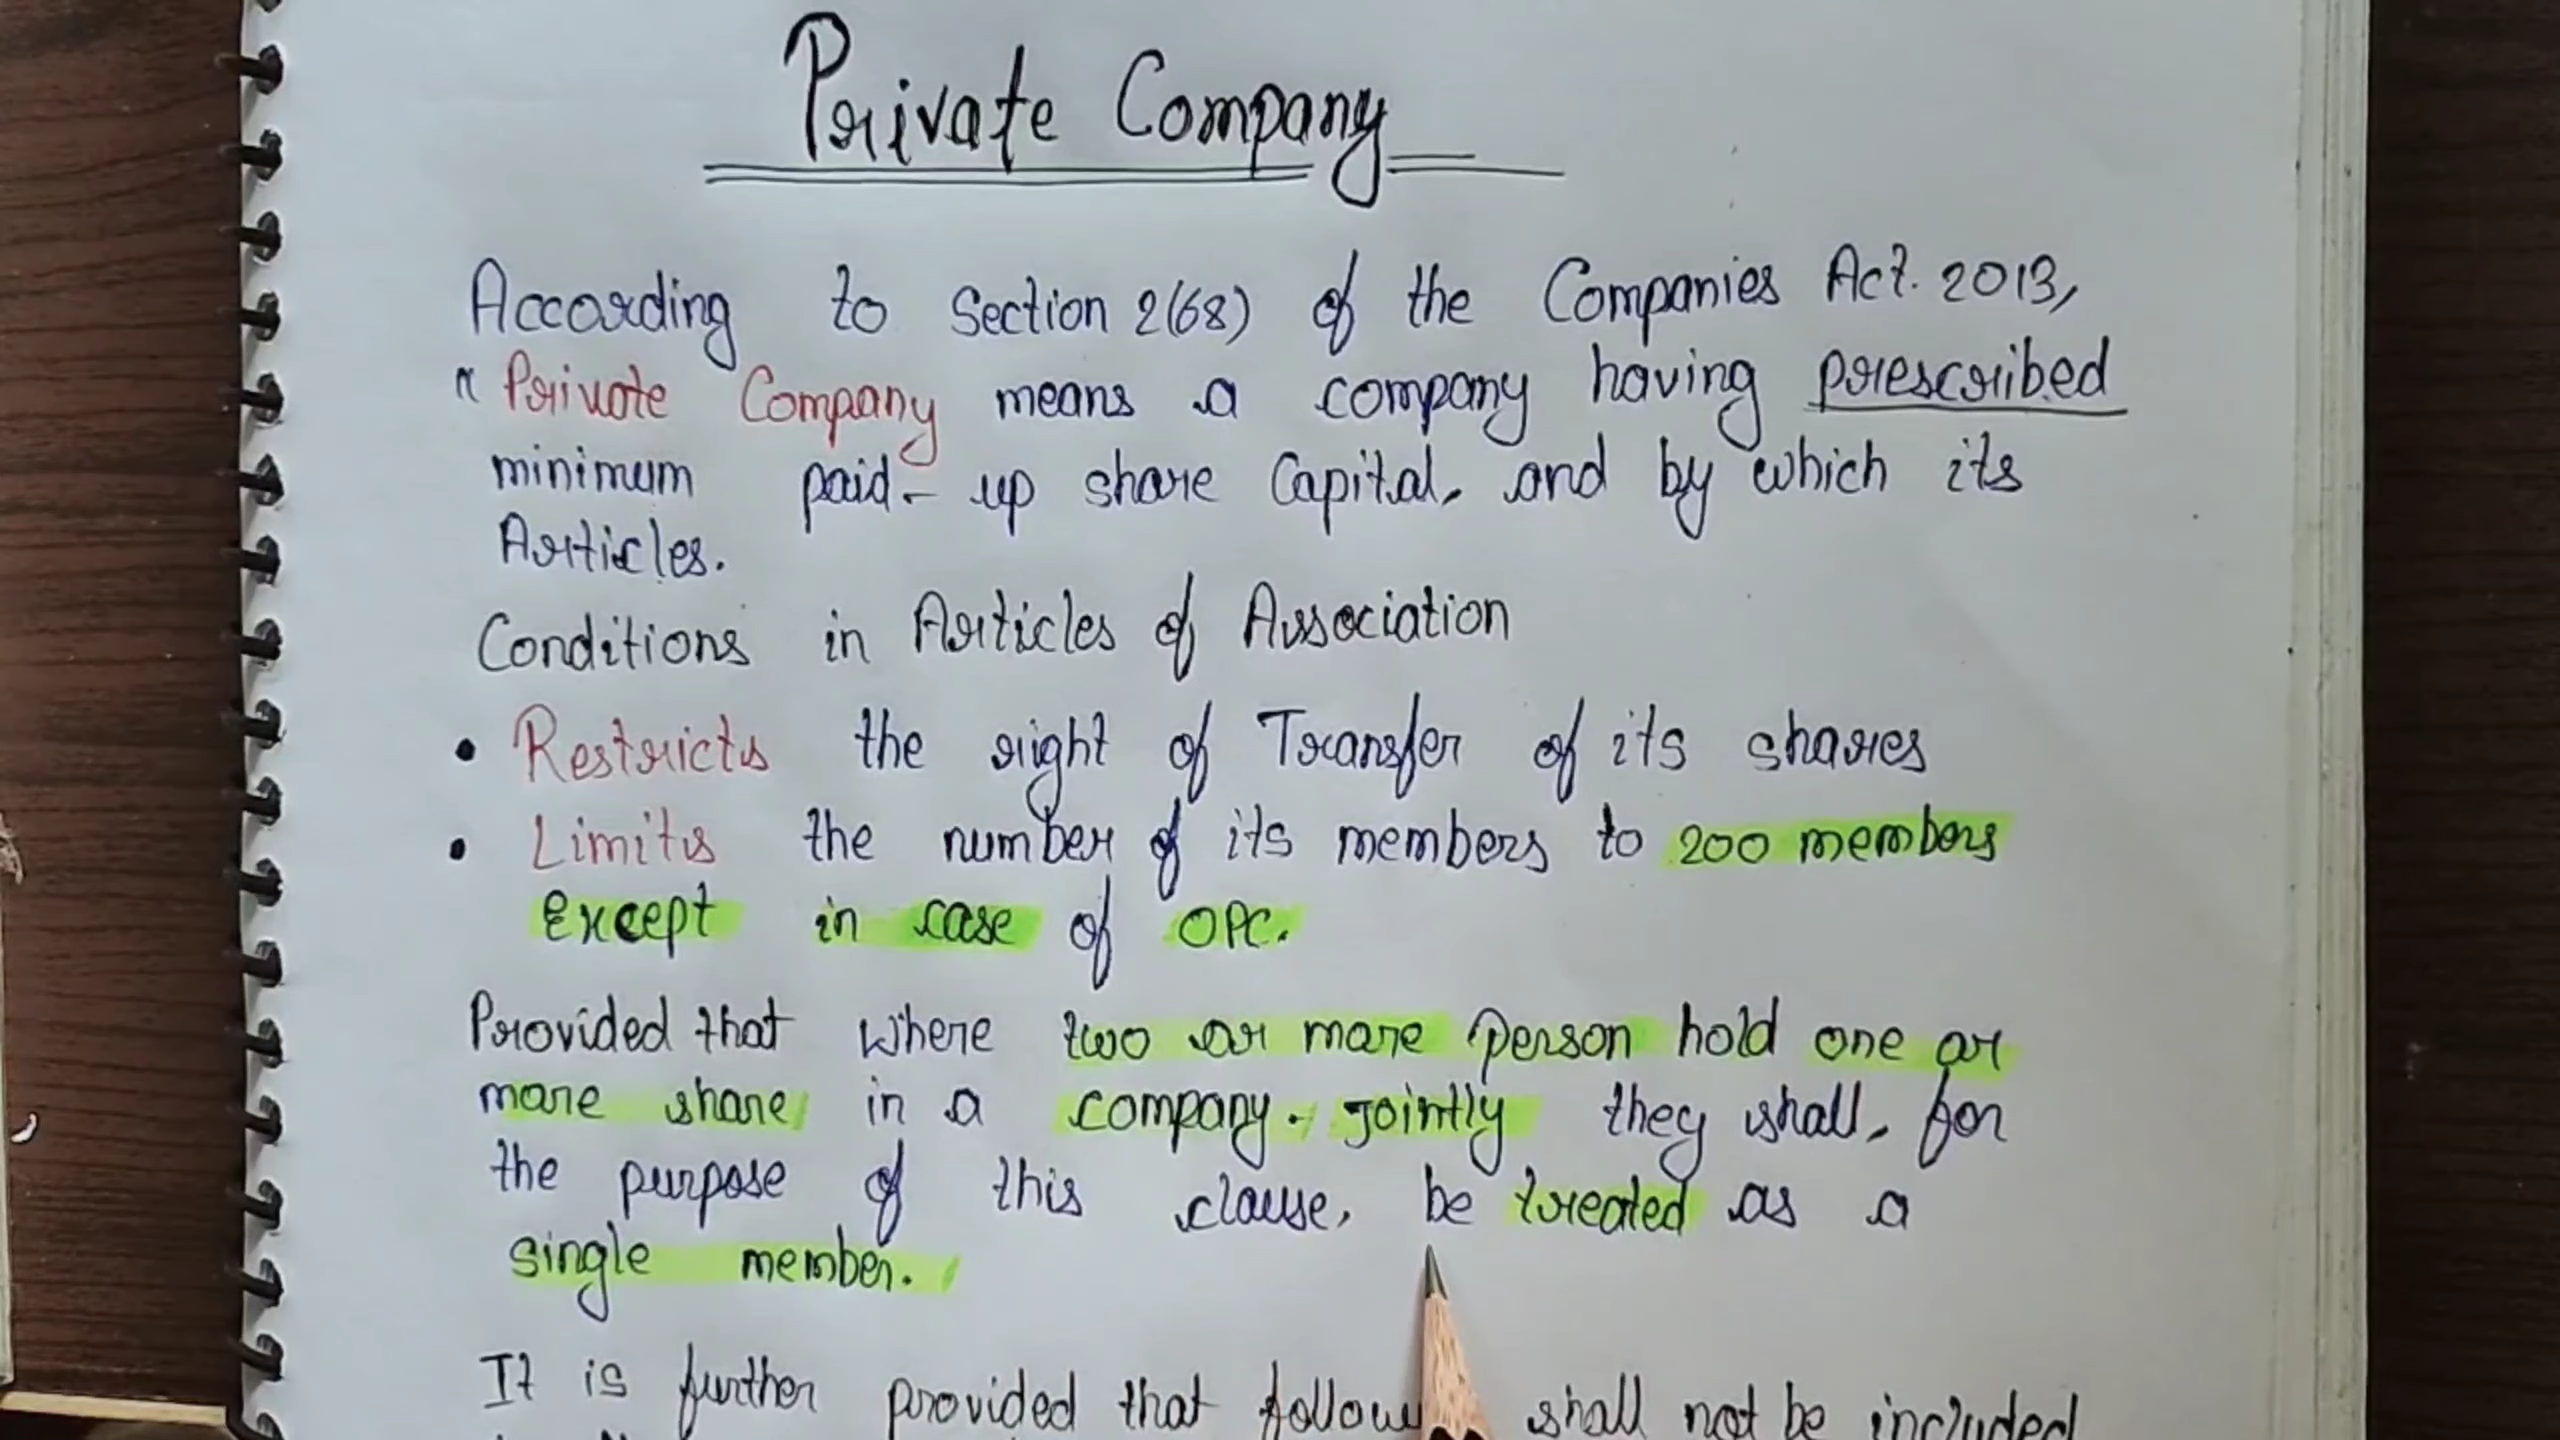 Private Company
According to Section 2(68) of the Companies Act. 2013,
" Private Company means a company having prescribed
minimum paid-up share Capital, and by which its
Articles.
Conditions in Articles of Association
• Restricts the right of Transfer of its shares
• Limits the number of its members to 200 members
Except in case of OPC.
Provided that where two or more person hold one or
more share in a company. Jointly they shall, for
the purpose of this clause, be treated as a
single member.
It is further provided that follow shall not be included